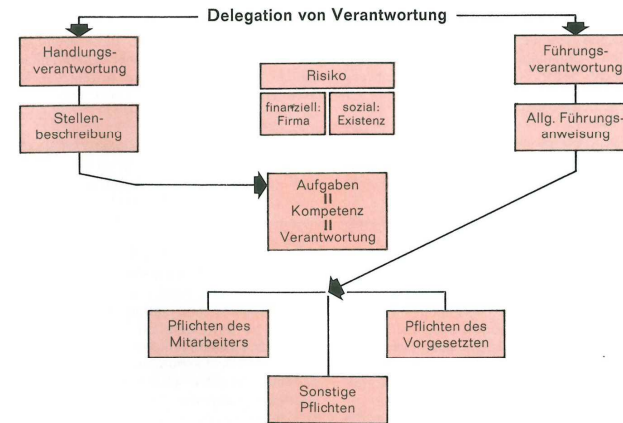 Delegation von Verantwortung
Handlungs-
verantwortung
Führungs-
verantwortung
Risiko
finanziell:
Firma
sozial:
Existenz
Stellen-
beschreibung
Allg. Führungs-
anweisung
Aufgaben
=
Kompetenz
=
Verantwortung
Pflichten des
Mitarbeiters
Pflichten des
Vorgesetzten
Sonstige
Pflichten